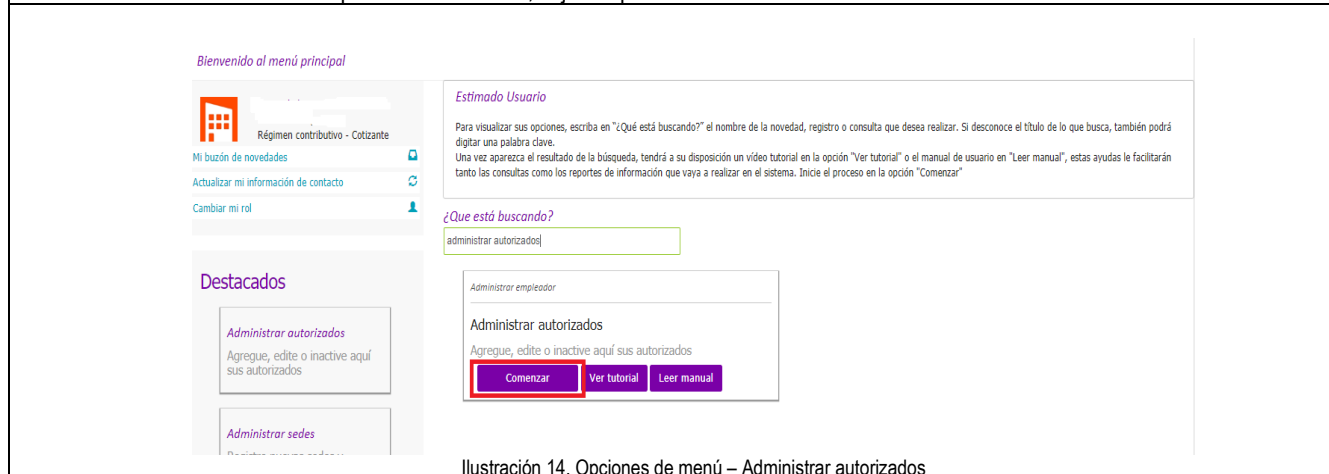 Bienvenido al menú principal
Régimen contributivo - Cotizante
Mi buzón de novedades
Actualizar mi información de contacto
Cambiar mi rol
Destacados
Administrar autorizados
Agregue, edite o inactive aquí
sus autorizados
Administrar sedes
Estimado Usuario
Para visualizar sus opciones, escriba en "¿Qué está buscando?" el nombre de la novedad, registro o consulta que desea realizar. Si desconoce el título de lo que busca, también podrá
digitar una palabra clave.
Una vez aparezca el resultado de la búsqueda, tendrá a su disposición un vídeo tutorial en la opción "Ver tutorial" o el manual de usuario en "Leer manual", estas ayudas le facilitarán
tanto las consultas como los reportes de información que vaya a realizar en el sistema. Inicie el proceso en la opción "Comenzar"
¿Que está buscando?
administrar autorizados
Administrar empleador
Administrar autorizados
Agregue, edite o inactive aquí sus autorizados
Comenzar Ver tutorial Leer manual
Ilustración 14. Opciones de menú – Administrar autorizados